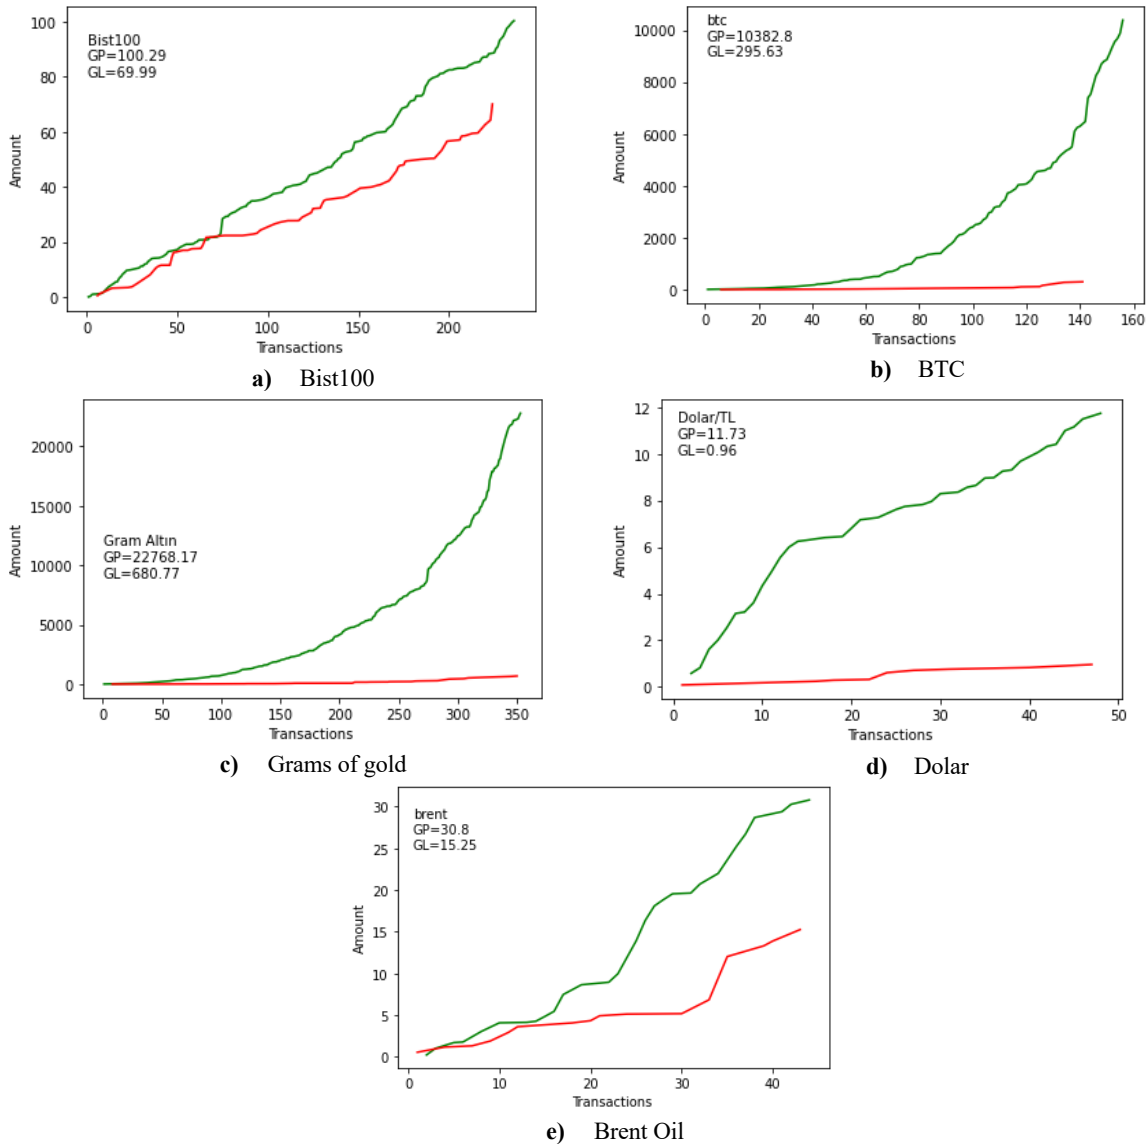 Bist100
GP=100.29
GL=69.99
100
80
60
40
20
0
Amount
0 50 100 150 200
Transactions
a) Bist100
btc
GP=10382.8
GL=295.63
10000
8000
6000
4000
2000
0
Amount
0 20 40 60 80 100 120 140 160
Transactions
b) BTC
20000
15000
10000
5000
0
Amount
Gram Altın
GP=22768.17
GL=680.77
0 50 100 150 200 250 300 350
Transactions
c) Grams of gold
Dolar/TL
GP=11.73
GL=0.96
12
10
8
6
4
2
0
Amount
0 10 20 30 40 50
Transactions
d) Dolar
brent
GP=30.8
GL=15.25
30
25
20
15
10
5
0
Amount
0 10 20 30 40
Transactions
e) Brent Oil